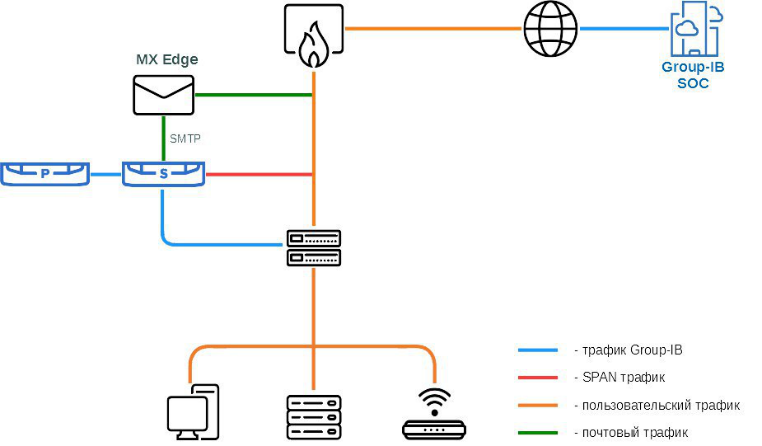 MX Edge
Group-IB
SOC
SMTP
P
S
- трафик Group-IB
- SPAN трафик
- пользовательский трафик
- почтовый трафик